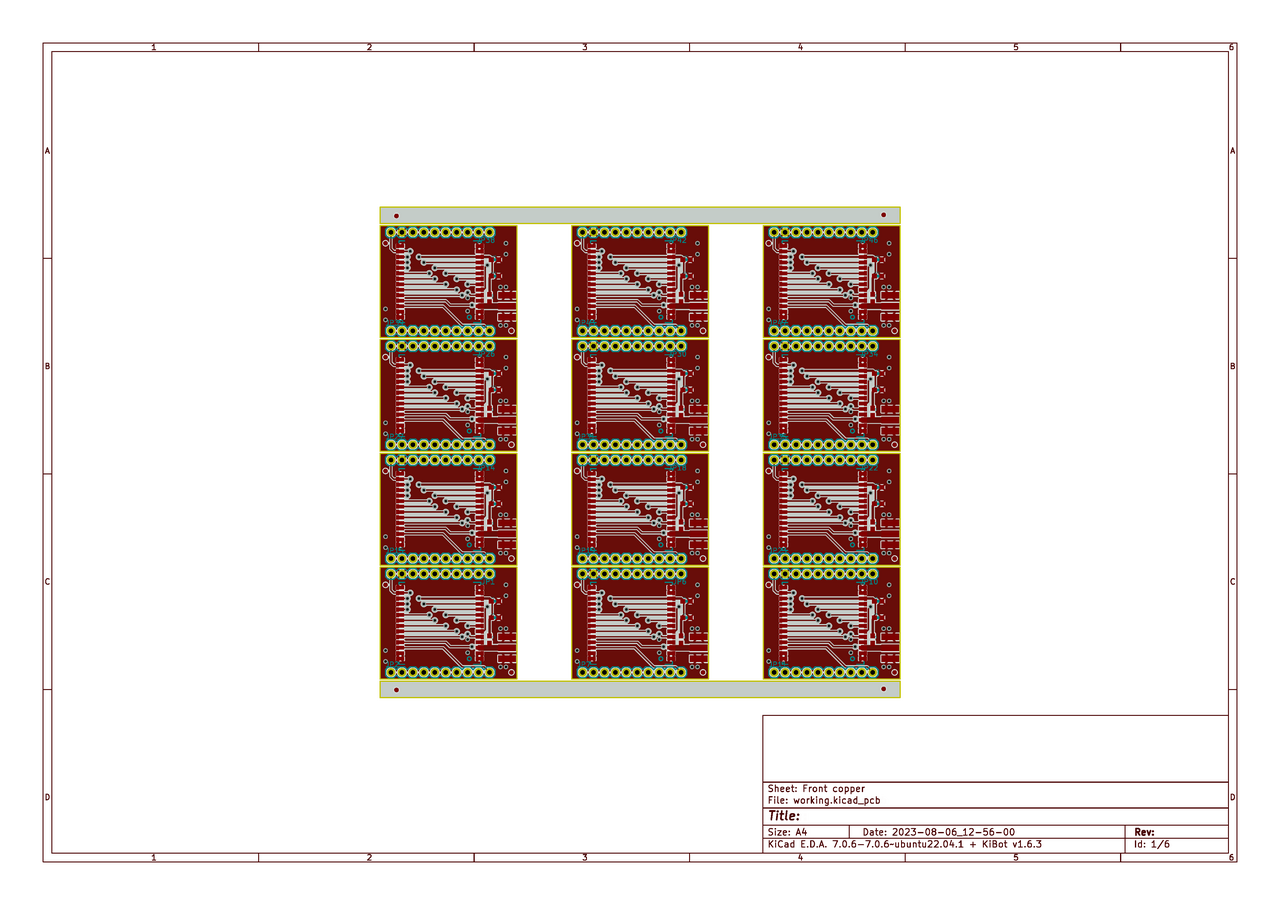 1 2 3 4 5 6
A A
B B
C C
D D
Sheet: Front copper
File: working.kicad_pcb
Title:
Size: A4 Date: 2023-08-06_12-56-00 Rev:
KiCad E.D.A. 7.0.6-7.0.6~ubuntu22.04.1 + KiBot v1.6.3 Id: 1/6
1 2 3 4 5 6